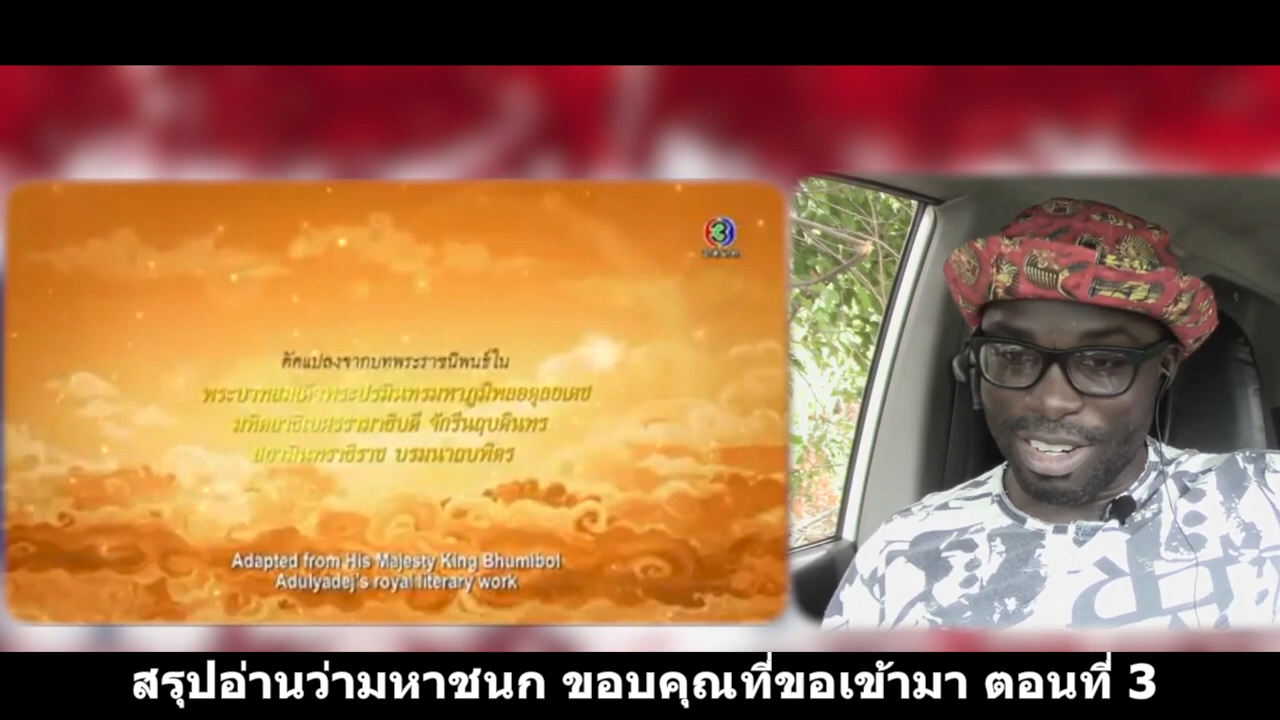 3
ดัดแปลงจากบทพระราชนิพนธ์ใน
พระบาทสมเด็จพระปรมินทรมหาภูมิพลอดุลยเดช
มหิตลาธิเบศรรามาธิบดี จักรีนฤบดินทร
สยามินทราธิราช บรมนาถบพิตร
Adapted from His Majesty King Bhumibol
Adulyadej's royal literary work
สรุปอ่านว่ามหาชนก ขอบคุณที่ขอเข้ามา ตอนที่ 3